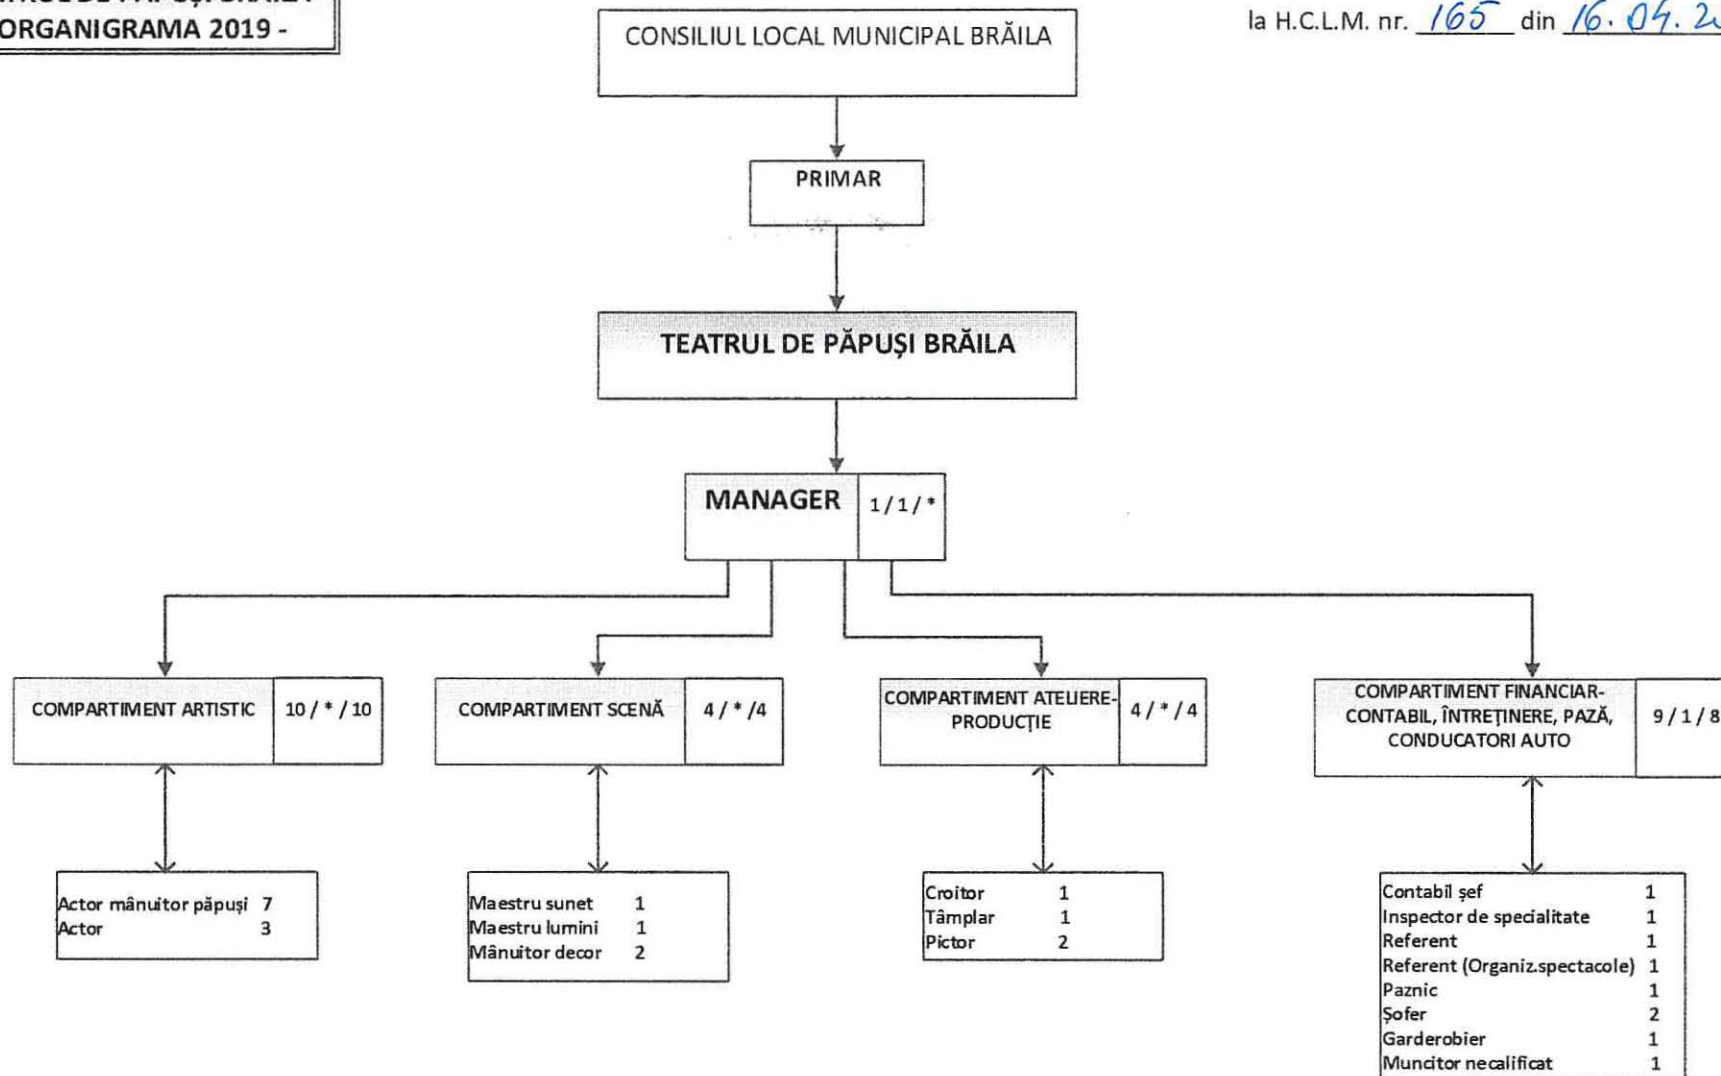 ORGANIGRAMA 2019 -
la H.C.L.M. nr. 165 din 16. 04.
CONSILIUL LOCAL MUNICIPAL BRĂILA
PRIMAR
TEATRUL DE PĂPUȘI BRĂILA
MANAGER 1 / 1 / *
COMPARTIMENT ARTISTIC 10 / * / 10
COMPARTIMENT SCENĂ 4 / * /4
COMPARTIMENT ATELIERE-
PRODUCȚIE 4 / * / 4
COMPARTIMENT FINANCIAR-
CONTABIL, ÎNTREȚINERE, PAZĂ,
CONDUCATORI AUTO
9 / 1 / 8
Actor mânuitor păpuși 7
Actor 3
Maestru sunet 1
Maestru lumini 1
Mânuitor decor 2
Croitor 1
Tâmplar 1
Pictor 2
Contabil șef 1
Inspector de specialitate 1
Referent 1
Referent (Organiz.spectacole) 1
Paznic 1
Șofer 2
Garderobier 1
Muncitor necalificat 1